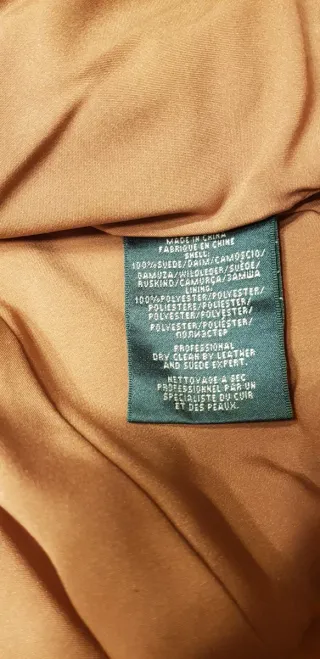 MADE IN CHINA
FABRIQUÉ EN CHINE
SHELL:
100%SUEDE/DAIM/CAMOSCIO/
GAMUZA/WILDLEDER/SUEDE/
RUSKIND/CAMURÇA/ЗАМША
LINING:
100%POLYESTER/POLYESTER/
POLIESTERE/POLIÉSTER/
POLYESTER/POLYESTER/
POLYESTER/POLIÉSTER/
ПОЛИЭСТЕР
PROFESSIONAL
DRY CLEAN BY LEATHER
AND SUEDE EXPERT.
NETTOYAGE A SEC
PROFESSIONNEL PAR UN
SPECIALISTE DU CUIR
ET DES PEAUX.